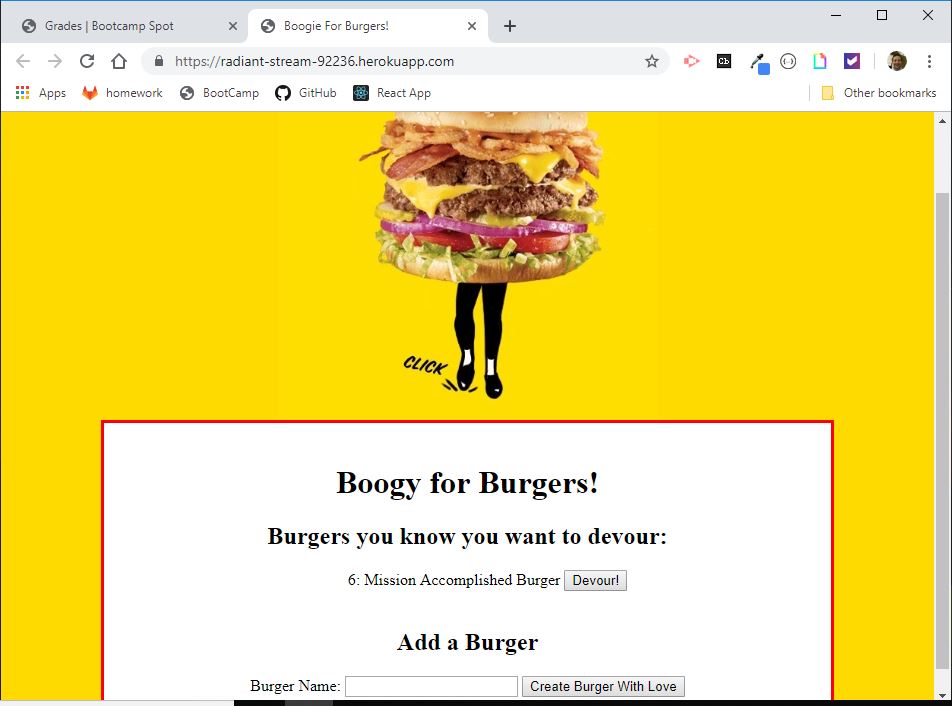 Grades | Bootcamp Spot
Boogie For Burgers!
https://radiant-stream-92236.herokuapp.com
Cb
Apps
homework
BootCamp
GitHub
React App
Other bookmarks
CLICK
Boogy for Burgers!
Burgers you know you want to devour:
6: Mission Accomplished Burger Devour!
Add a Burger
Burger Name: Create Burger With Love